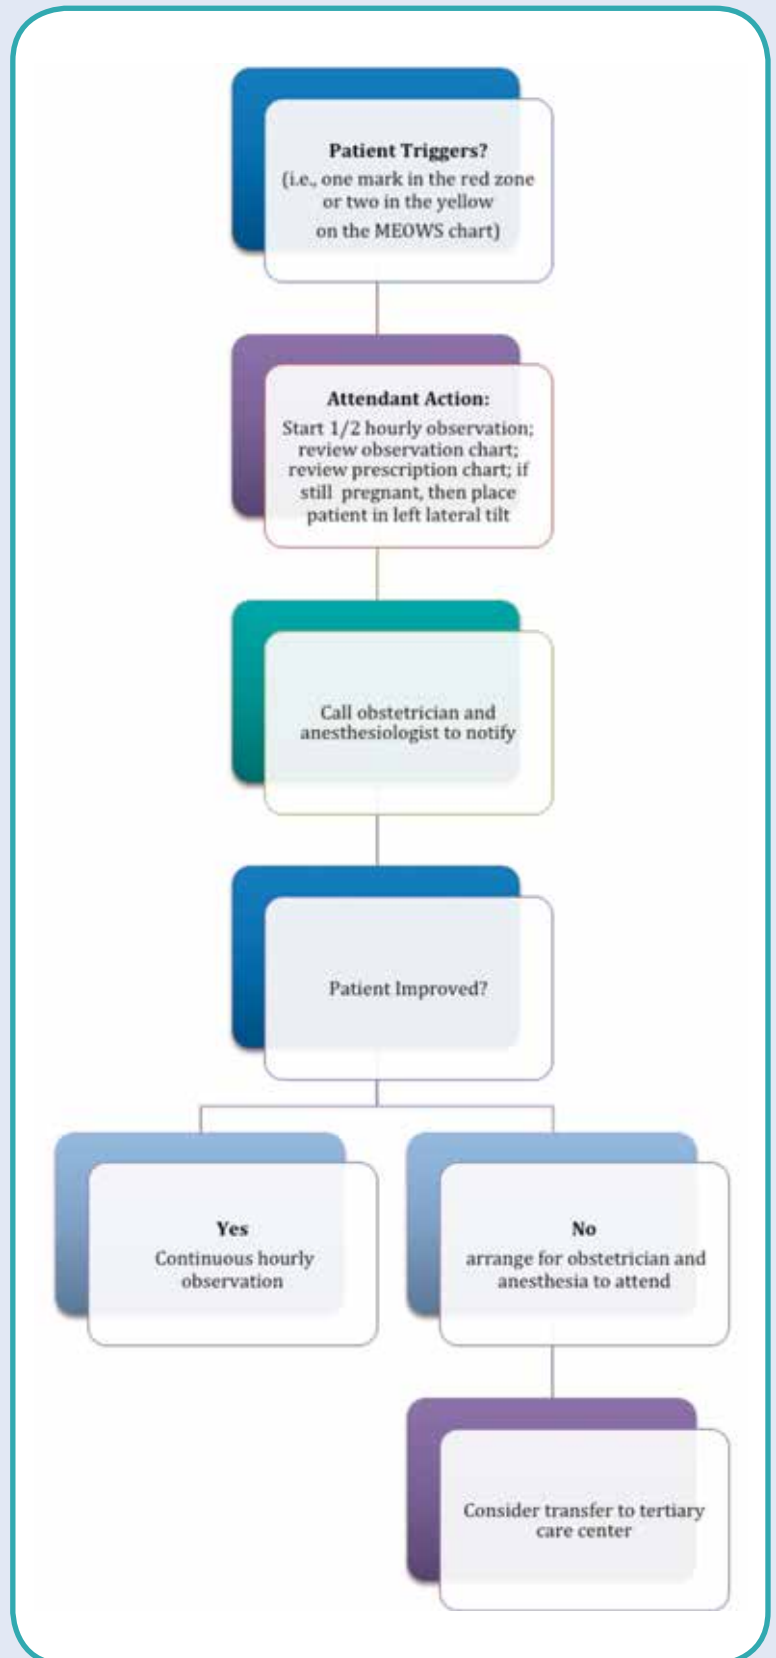 Patient Triggers?
(i.e., one mark in the red zone
or two in the yellow
on the MEOWS chart)
Attendant Action:
Start 1/2 hourly observation;
review observation chart;
review prescription chart; if
still pregnant, then place
patient in left lateral tilt
Call obstetrician and
anesthesiologist to notify
Patient Improved?
Yes
Continuous hourly
observation
No
arrange for obstetrician and
anesthesia to attend
Consider transfer to tertiary
care center